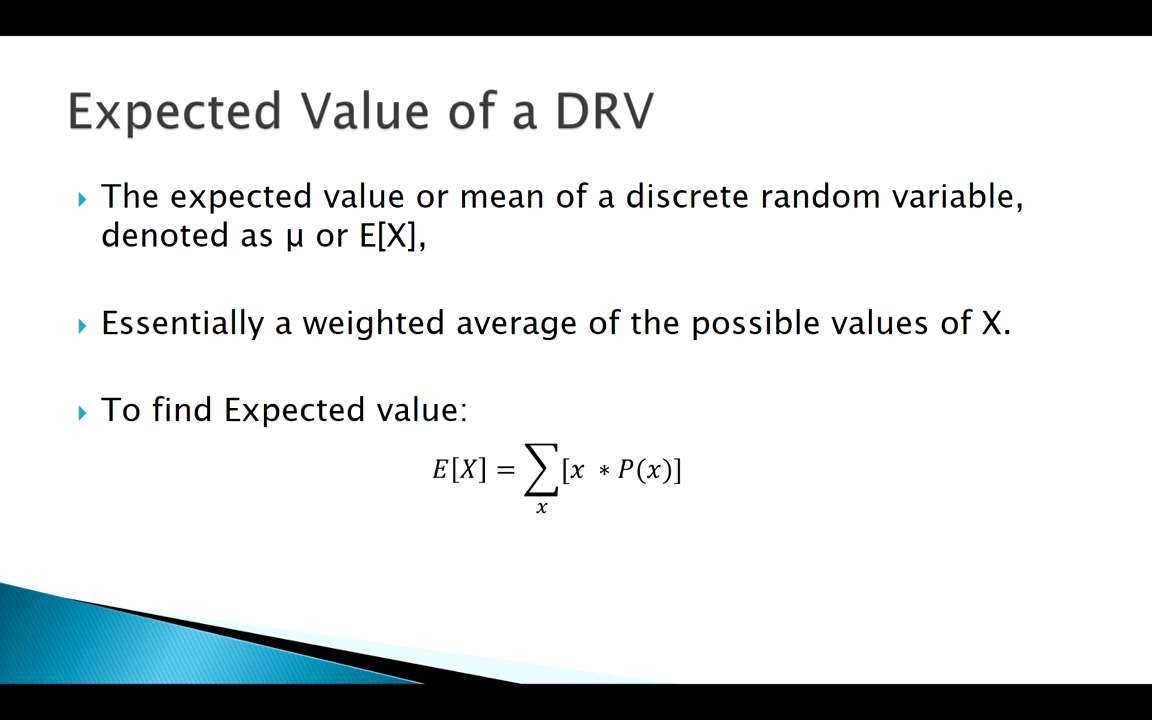 Expected Value of a DRV
The expected value or mean of a discrete random variable,
denoted as µ or E[X],
Essentially a weighted average of the possible values of X.
To find Expected value:
E[X] = ∑[x * P(x)]
x